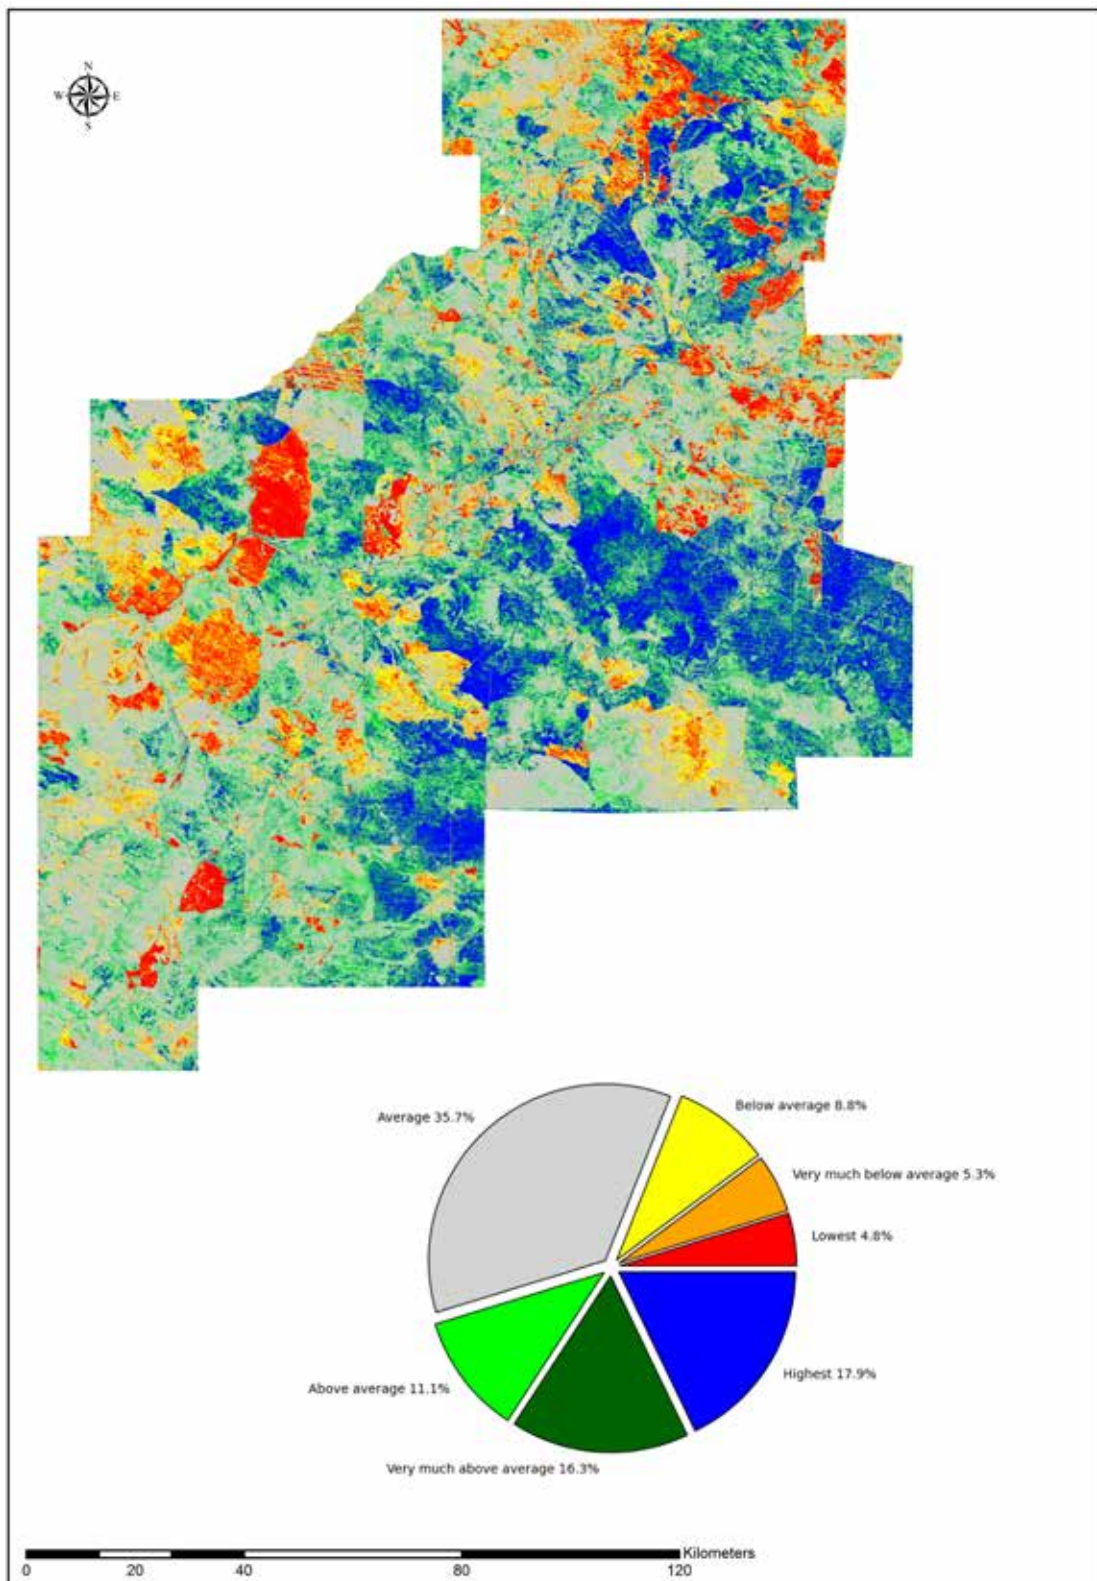 N
W E
S
Average 35.7%
Below average 8.8%
Very much below average 5.3%
Lowest 4.8%
Highest 17.9%
Above average 11.1%
Very much above average 16.3%
Kilometers
0 20 40 80 120